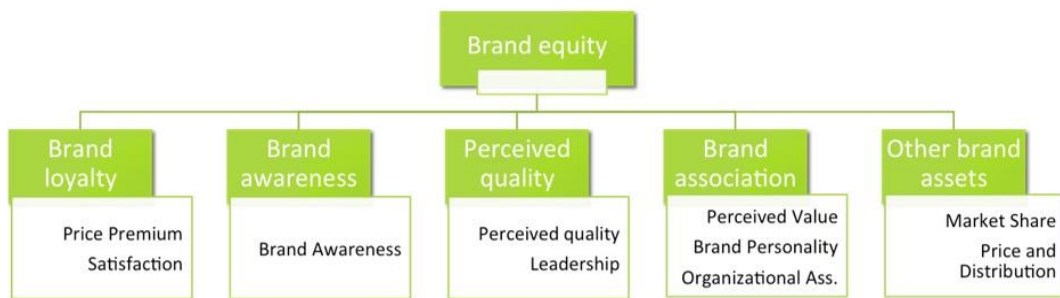 Brand equity
Brand
loyalty
Price Premium
Satisfaction
Brand
awareness
Brand Awareness
Perceived
quality
Perceived quality
Leadership
Brand
association
Perceived Value
Brand Personality
Organizational Ass.
Other brand
assets
Market Share
Price and
Distribution